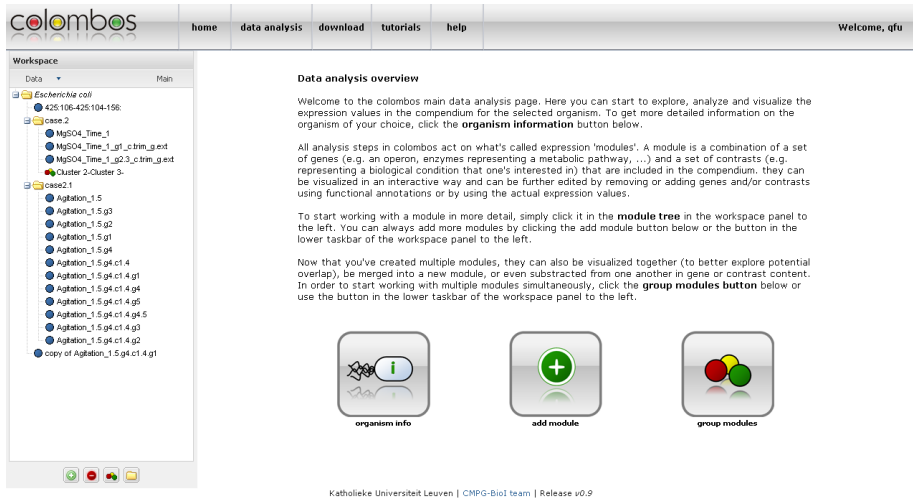 colombos
home data analysis download tutorials help Welcome, qfu
Workspace
Data Main
Escherichia coli
425:106-425:104-156:
case.2
MgSO4_Time_1
MgSO4_Time_1_g1_c.trim_g.ext
MgSO4_Time_1_g2.3_c.trim_g.ext
Cluster 2-Cluster 3-
case2.1
Agitation_1.5
Agitation_1.5.g3
Agitation_1.5.g2
Agitation_1.5.g1
Agitation_1.5.g4
Agitation_1.5.g4.c1.4
Agitation_1.5.g4.c1.4.g1
Agitation_1.5.g4.c1.4.g4
Agitation_1.5.g4.c1.4.g5
Agitation_1.5.g4.c1.4.g4.5
Agitation_1.5.g4.c1.4.g3
Agitation_1.5.g4.c1.4.g2
copy of Agitation_1.5.g4.c1.4.g1
Data analysis overview
Welcome to the colombos main data analysis page. Here you can start to explore, analyze and visualize the
expression values in the compendium for the selected organism. To get more detailed information on the
organism of your choice, click the organism information button below.
All analysis steps in colombos act on what's called expression 'modules'. A module is a combination of a set
of genes (e.g. an operon, enzymes representing a metabolic pathway, ...) and a set of contrasts (e.g.
representing a biological condition that one's interested in) that are included in the compendium. they can
be visualized in an interactive way and can be further edited by removing or adding genes and/or contrasts
using functional annotations or by using the actual expression values.
To start working with a module in more detail, simply click it in the module tree in the workspace panel to
the left. You can always add more modules by clicking the add module button below or the button in the
lower taskbar of the workspace panel to the left.
Now that you've created multiple modules, they can also be visualized together (to better explore potential
overlap), be merged into a new module, or even substracted from one another in gene or contrast content.
In order to start working with multiple modules simultaneously, click the group modules button below or
use the button in the lower taskbar of the workspace panel to the left.
i
organism info add module group modules
Katholieke Universiteit Leuven | CMPG-BioI team | Release v0.9